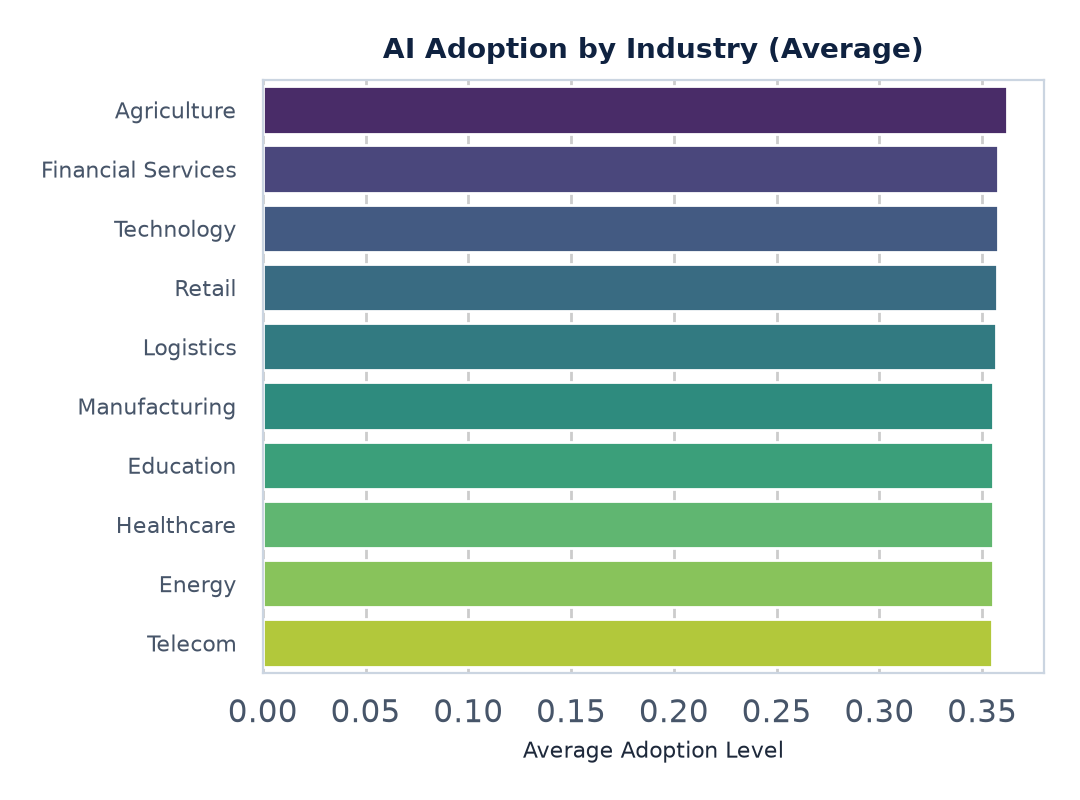 AI Adoption by Industry (Average)
Agriculture
Financial Services
Technology
Retail
Logistics
Manufacturing
Education
Healthcare
Energy
Telecom
0.00 0.05 0.10 0.15 0.20 0.25 0.30 0.35
Average Adoption Level